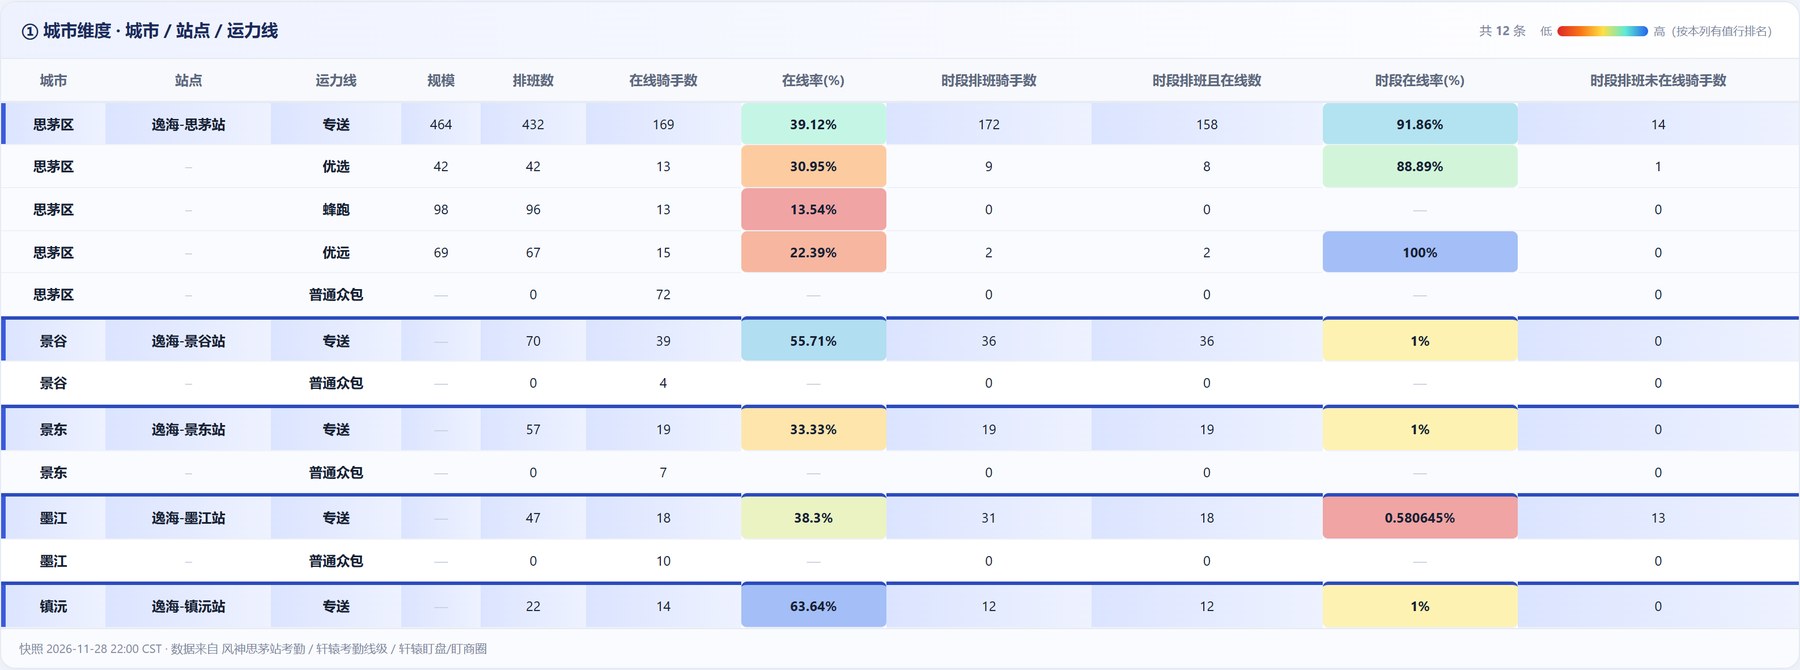 ① 城市维度 · 城市 / 站点 / 运力线 共 12 条 低 高 (按本列有值行排名)
城市 站点 运力线 规模 排班数 在线骑手数 在线率(%) 时段排班骑手数 时段排班且在线数 时段在线率(%) 时段排班未在线骑手数
思茅区 逸海-思茅站 专送 464 432 169 39.12% 172 158 91.86% 14
思茅区 – 优选 42 42 13 30.95% 9 8 88.89% 1
思茅区 – 蜂跑 98 96 13 13.54% 0 0 — 0
思茅区 – 优远 69 67 15 22.39% 2 2 100% 0
思茅区 – 普通众包 — 0 72 — 0 0 — 0
景谷 逸海-景谷站 专送 — 70 39 55.71% 36 36 1% 0
景谷 – 普通众包 — 0 4 — 0 0 — 0
景东 逸海-景东站 专送 — 57 19 33.33% 19 19 1% 0
景东 – 普通众包 — 0 7 — 0 0 — 0
墨江 逸海-墨江站 专送 — 47 18 38.3% 31 18 0.580645% 13
墨江 – 普通众包 — 0 10 — 0 0 — 0
镇沅 逸海-镇沅站 专送 — 22 14 63.64% 12 12 1% 0
快照 2026-11-28 22:00 CST · 数据来自 风神思茅站考勤 / 轩辕考勤线级 / 轩辕盯盘/盯商圈